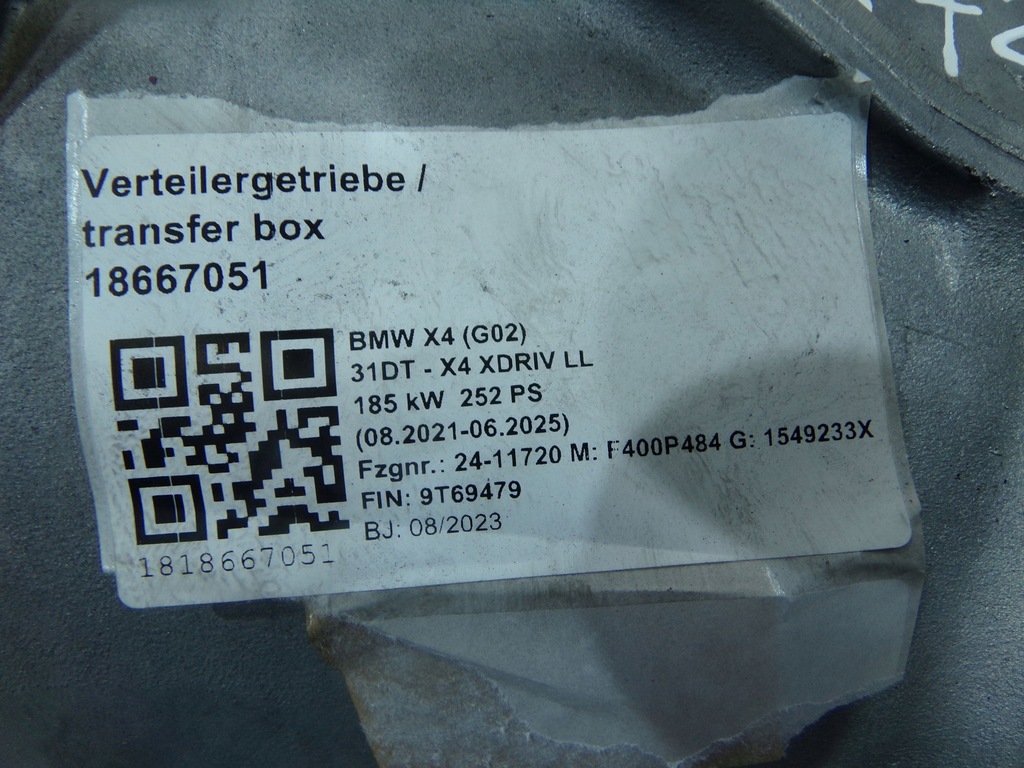 Verteilergetriebe /
transfer box
18667051
BMW X4 (G02)
31DT - X4 XDRIV LL
185 kW 252 PS
(08.2021-06.2025)
Fzgnr.: 24-11720 M: F400P484 G: 1549233X
FIN: 9T69479
BJ: 08/2023
1818667051